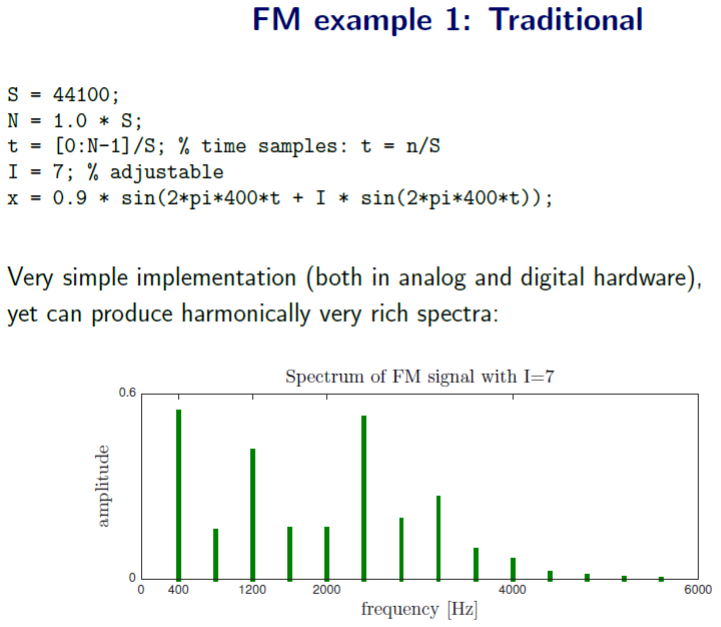 FM example 1: Traditional
S = 44100;
N = 1.0 * S;
t = [0:N-1]/S; % time samples: t = n/S
I = 7; % adjustable
x = 0.9 * sin(2*pi*400*t + I * sin(2*pi*400*t));
Very simple implementation (both in analog and digital hardware),
yet can produce harmonically very rich spectra:
Spectrum of FM signal with I=7
0.6
amplitude
0
0 400 1200 2000 4000 6000
frequency [Hz]